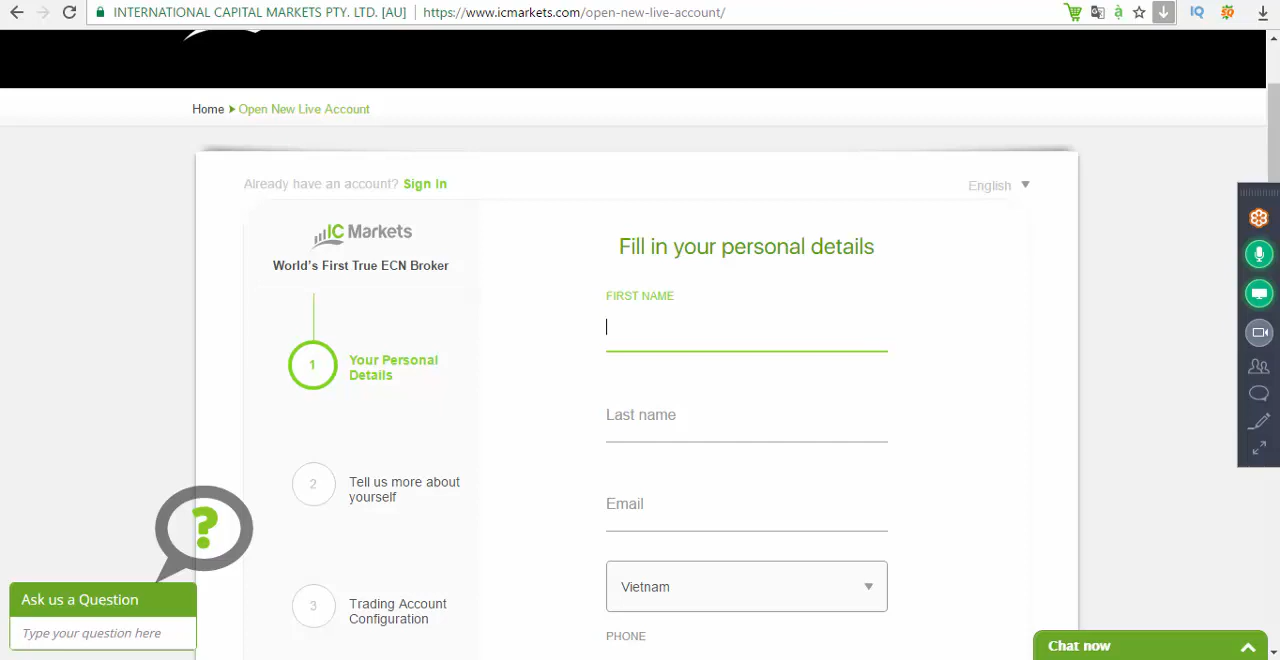 INTERNATIONAL CAPITAL MARKETS PTY. LTD. [AU] https://www.icmarkets.com/open-new-live-account/
IQ
Home Open New Live Account
Already have an account? Sign In
English
IC Markets
World's First True ECN Broker
Fill in your personal details
FIRST NAME
1
Your Personal
Details
Last name
2
Tell us more about
yourself
Email
?
Vietnam
3
Trading Account
Configuration
PHONE
Ask us a Question
Type your question here
Chat now